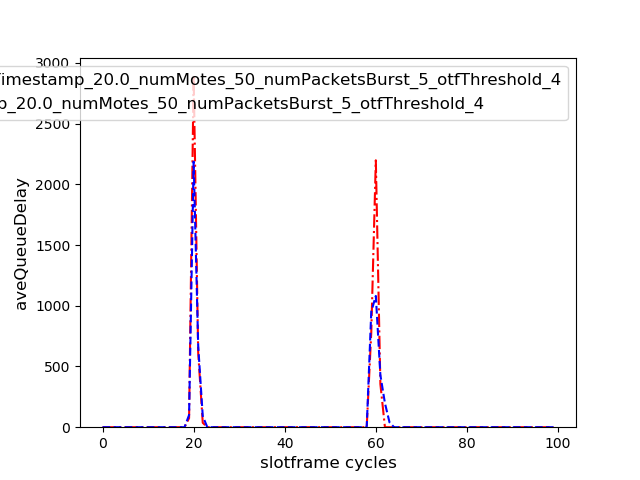 3000
imestamp_20.0_numMotes_50_numPacketsBurst_5_otfThreshold_4
p_20.0_numMotes_50_numPacketsBurst_5_otfThreshold_4
2500
2000
1500
1000
500
0
aveQueueDelay
0 20 40 60 80 100
slotframe cycles